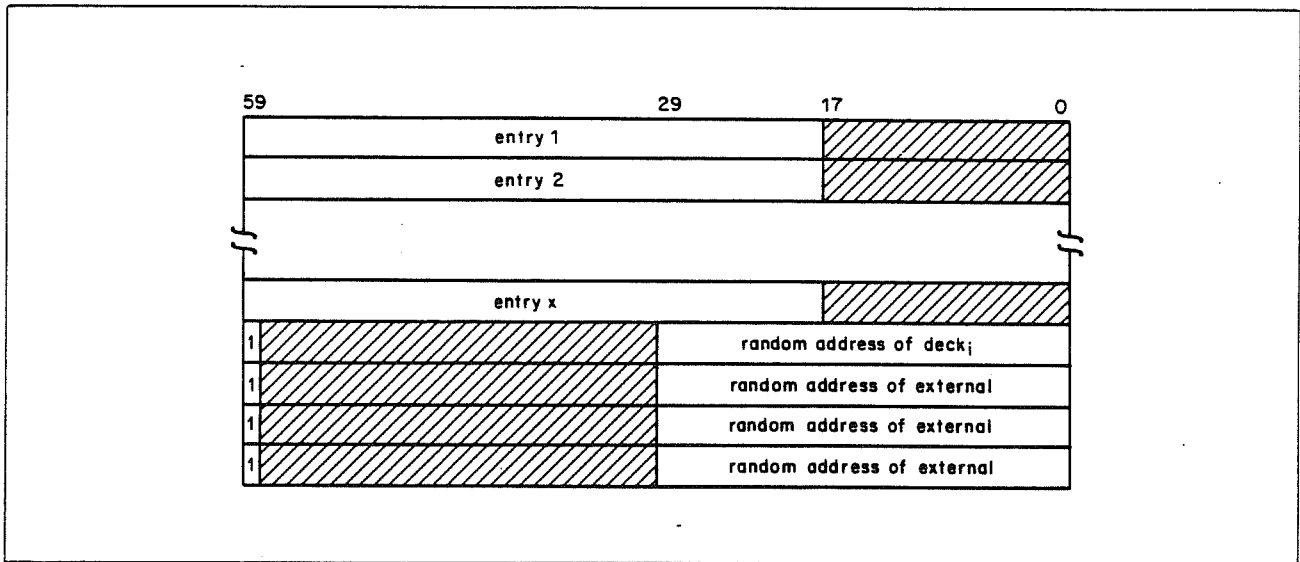 59 29 17 0
entry 1
entry 2
entry x
1 random address of deckᵢ
1 random address of external
1 random address of external
1 random address of external